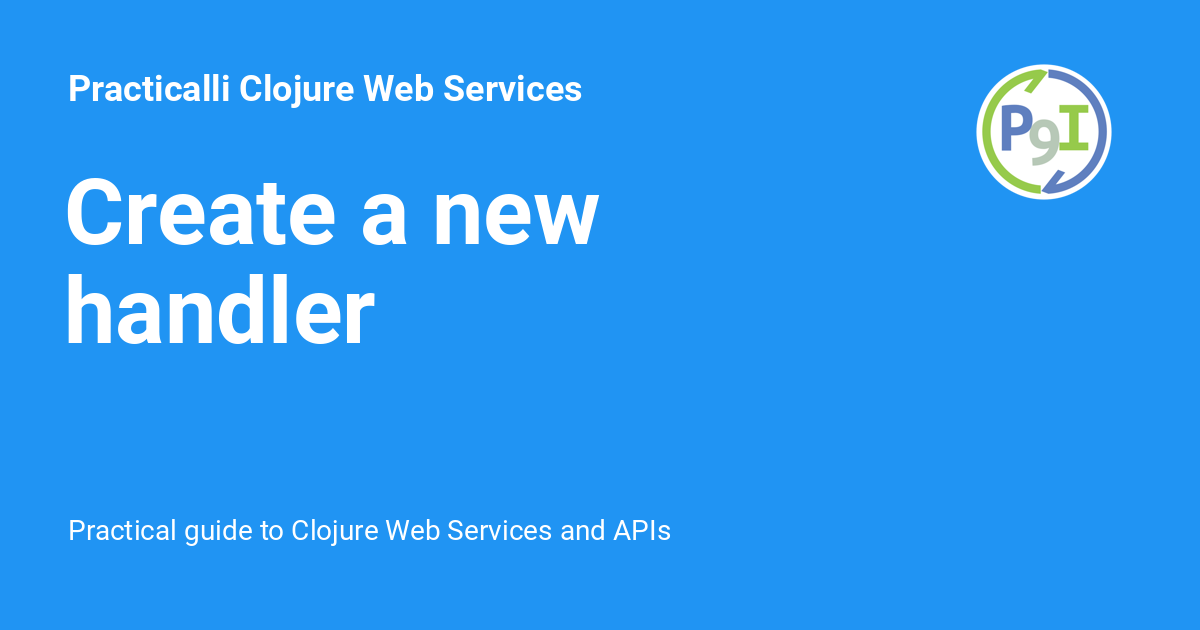 Practicalli Clojure Web Services
P9I
Create a new
handler
Practical guide to Clojure Web Services and APIs